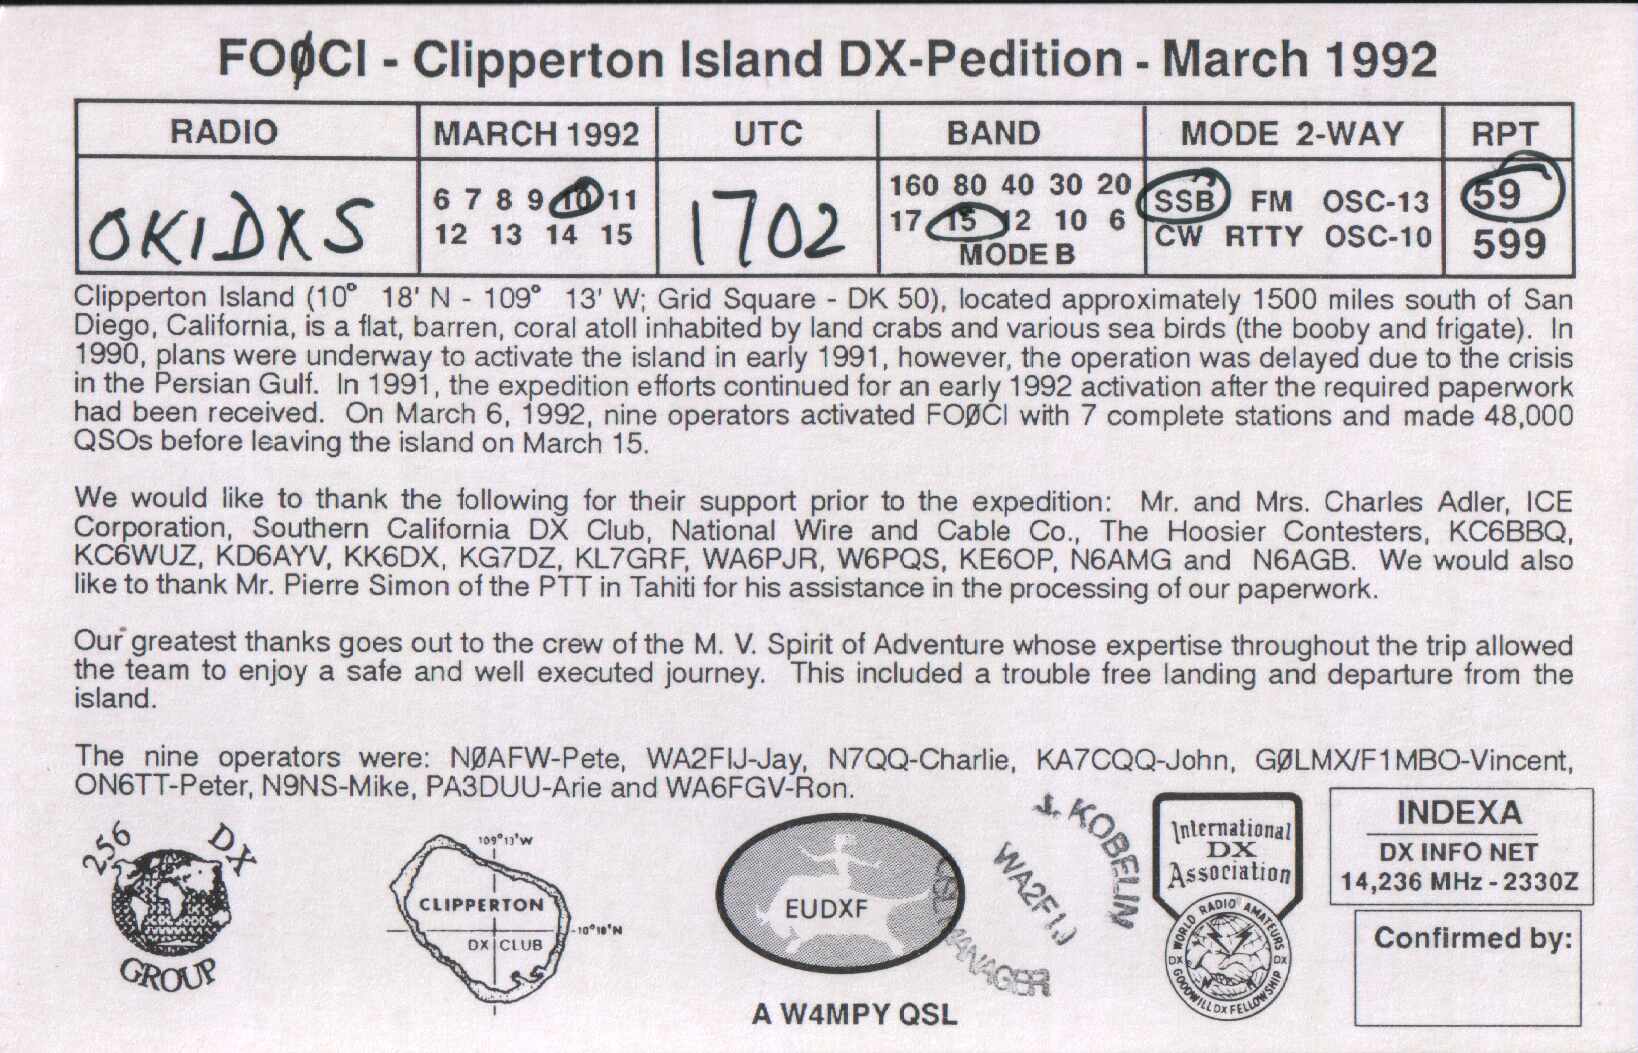 FOØCI - Clipperton Island DX-Pedition - March 1992
RADIO MARCH 1992 UTC BAND MODE 2-WAY RPT
OK1DXS 6 7 8 9 10 11 1702 160 80 40 30 20 SSB FM OSC-13 59
12 13 14 15 17 15 12 10 6 CW RTTY OSC-10 599
MODE B
Clipperton Island (10° 18' N - 109° 13' W; Grid Square - DK 50), located approximately 1500 miles south of San
Diego, California, is a flat, barren, coral atoll inhabited by land crabs and various sea birds (the booby and frigate). In
1990, plans were underway to activate the island in early 1991, however, the operation was delayed due to the crisis
in the Persian Gulf. In 1991, the expedition efforts continued for an early 1992 activation after the required paperwork
had been received. On March 6, 1992, nine operators activated FOØCI with 7 complete stations and made 48,000
QSOs before leaving the island on March 15.
We would like to thank the following for their support prior to the expedition: Mr. and Mrs. Charles Adler, ICE
Corporation, Southern California DX Club, National Wire and Cable Co., The Hoosier Contesters, KC6BBQ,
KC6WUZ, KD6AYV, KK6DX, KG7DZ, KL7GRF, WA6PJR, W6PQS, KE6OP, N6AMG and N6AGB. We would also
like to thank Mr. Pierre Simon of the PTT in Tahiti for his assistance in the processing of our paperwork.
Our greatest thanks goes out to the crew of the M. V. Spirit of Adventure whose expertise throughout the trip allowed
the team to enjoy a safe and well executed journey. This included a trouble free landing and departure from the
island.
The nine operators were: NØAFW-Pete, WA2FIJ-Jay, N7QQ-Charlie, KA7CQQ-John, GØLMX/F1MBO-Vincent,
ON6TT-Peter, N9NS-Mike, PA3DUU-Arie and WA6FGV-Ron.
256 DX
GROUP
109°13'W
CLIPPERTON
10°18'N
DX CLUB
EUDXF
J. KOBELIN
WA2FIJ
QSL MANAGER
A W4MPY QSL
International
DX
Association
WORLD RADIO AMATEURS
DX DX
GOODWILL DX FELLOWSHIP
INDEXA
DX INFO NET
14,236 MHz - 2330Z
Confirmed by: